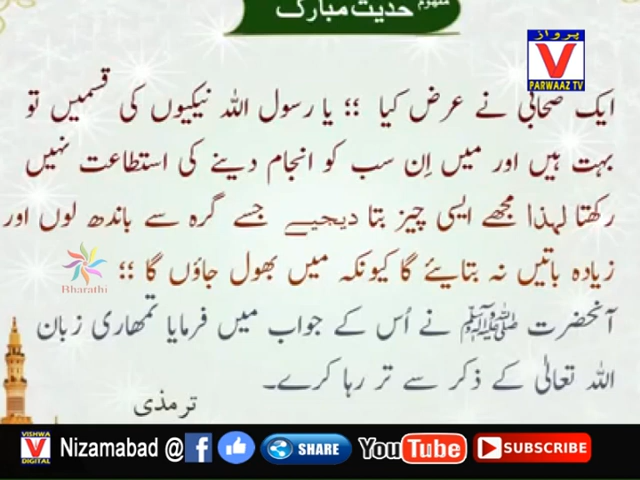 مفہوم حدیث مبارک
پرواز
V
PARWAAZ TV
ایک صحابیؓ نے عرض کیا ؛؛ یا رسول اللہ نیکیوں کی قسمیں تو
بہت ہیں اور میں اِن سب کو انجام دینے کی استطاعت نہیں
رکھتا لہذا مجھے ایسی چیز بتا دیجیے جسے گرہ سے باندھ لوں اور
زیادہ باتیں نہ بتایئے گا کیونکہ میں بھول جاؤں گا ؛؛
Bharathi
آنحضرت ﷺ نے اُس کے جواب میں فرمایا تمھاری زبان
اللہ تعالیٰ کے ذکر سے تر رہا کرے۔
ترمذی
VISHWA V DIGITAL Nizamabad @ f SHARE YouTube SUBSCRIBE